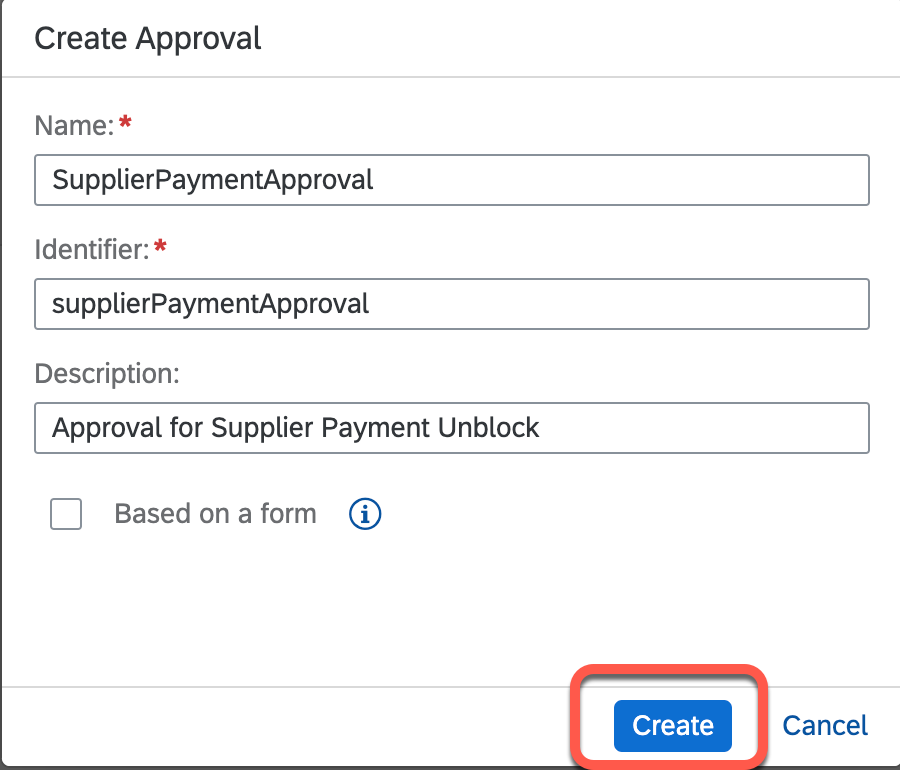 Create Approval
Name:*
SupplierPaymentApproval
Identifier:*
supplierPaymentApproval
Description:
Approval for Supplier Payment Unblock
Based on a form i
Create Cancel